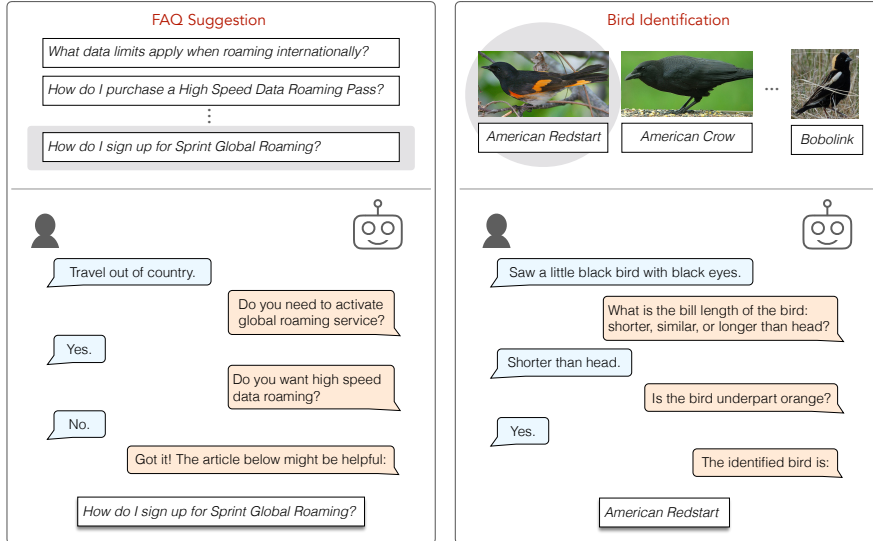 FAQ Suggestion
What data limits apply when roaming internationally?
How do I purchase a High Speed Data Roaming Pass?
How do I sign up for Sprint Global Roaming?
Travel out of country.
Do you need to activate
global roaming service?
Yes.
Do you want high speed
data roaming?
No.
Got it! The article below might be helpful:
How do I sign up for Sprint Global Roaming?
Bird Identification
American Redstart
American Crow
...
Bobolink
Saw a little black bird with black eyes.
What is the bill length of the bird:
shorter, similar, or longer than head?
Shorter than head.
Is the bird underpart orange?
Yes.
The identified bird is:
American Redstart